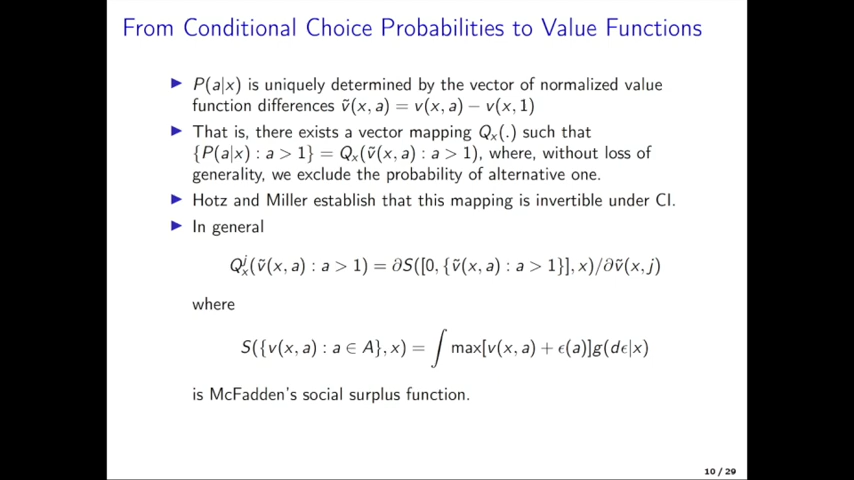 From Conditional Choice Probabilities to Value Functions
▶ P(a|x) is uniquely determined by the vector of normalized value
function differences ṽ(x, a) = v(x, a) − v(x, 1)
▶ That is, there exists a vector mapping Qₓ(.) such that
{P(a|x) : a > 1} = Qₓ(ṽ(x, a) : a > 1), where, without loss of
generality, we exclude the probability of alternative one.
▶ Hotz and Miller establish that this mapping is invertible under CI.
▶ In general
Qₓʲ(ṽ(x, a) : a > 1) = ∂S([0, {ṽ(x, a) : a > 1}], x)/∂ṽ(x, j)
where
S({v(x, a) : a ∈ A}, x) = ∫ max[v(x, a) + ϵ(a)]g(dϵ|x)
is McFadden's social surplus function.
10 / 29